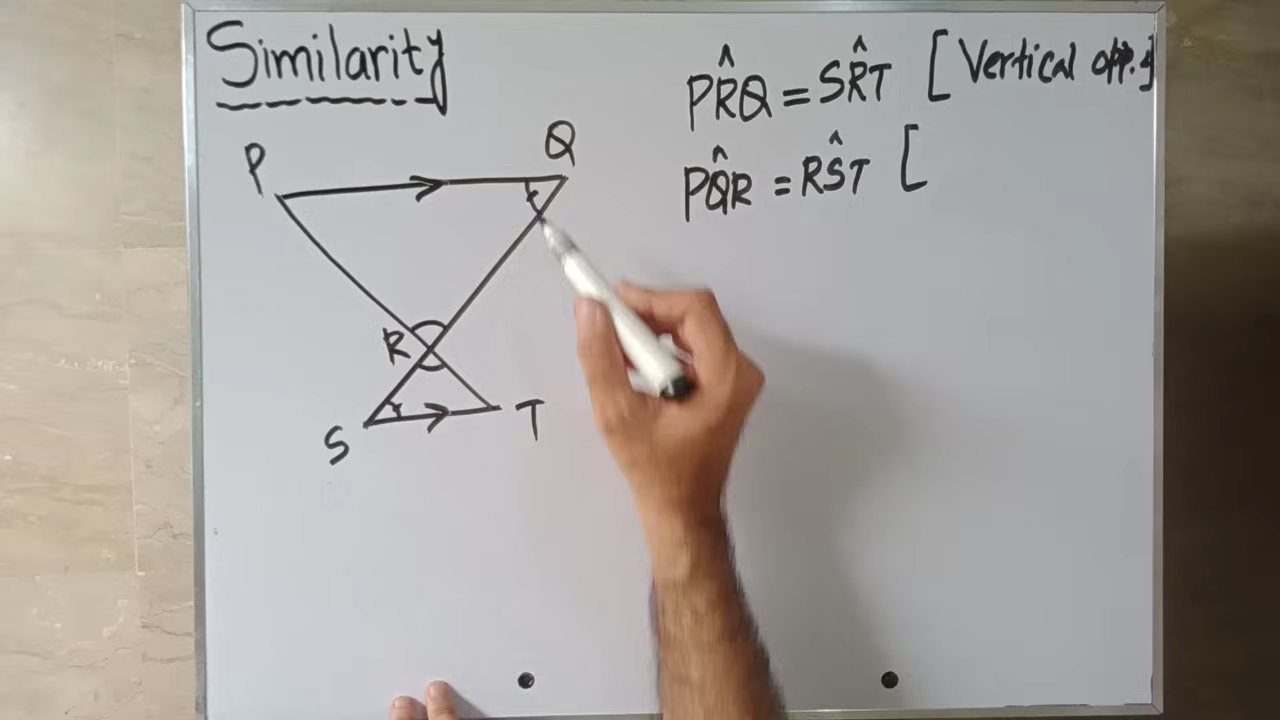 Similarity
PR̂Q = SR̂T [Vertical opp.
PQ̂R = RŜT [
P
Q
R
S
T